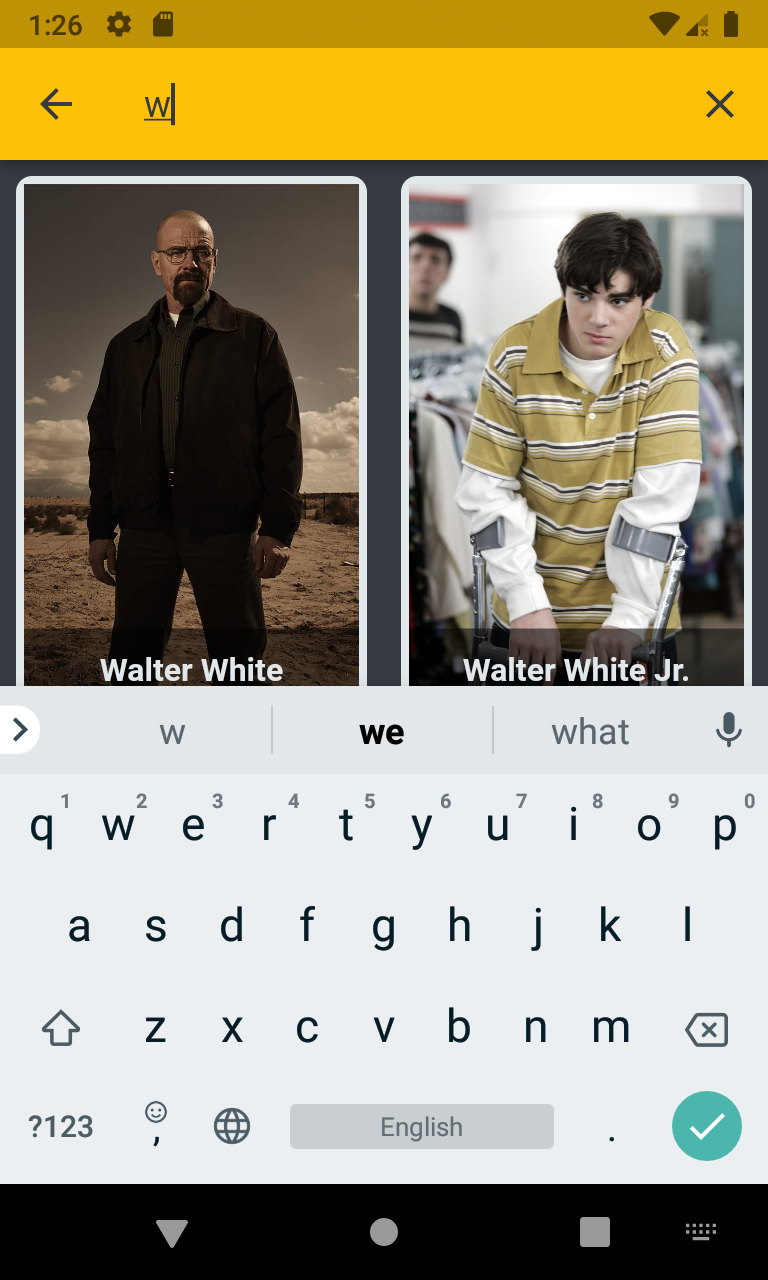 1:26
w
Walter White
Walter White Jr.
w we what
q 1 w 2 e 3 r 4 t 5 y 6 u 7 i 8 o 9 p 0
a s d f g h j k l
z x c v b n m
?123 , English .